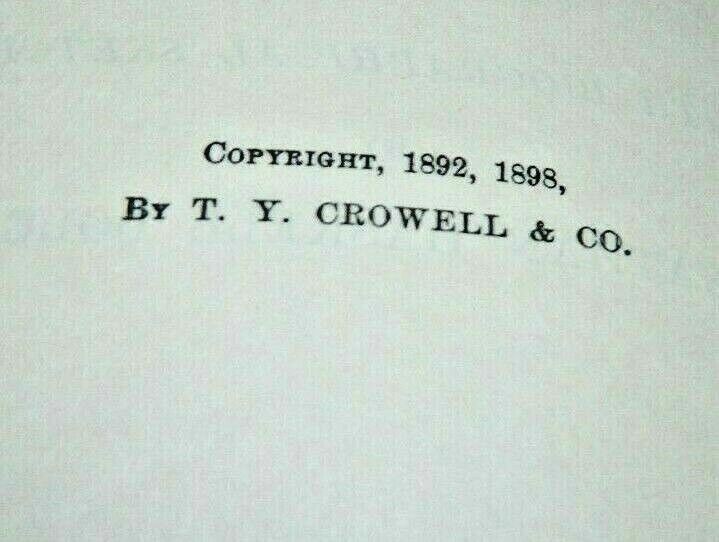 COPYRIGHT, 1892, 1898,
BY T. Y. CROWELL & CO.